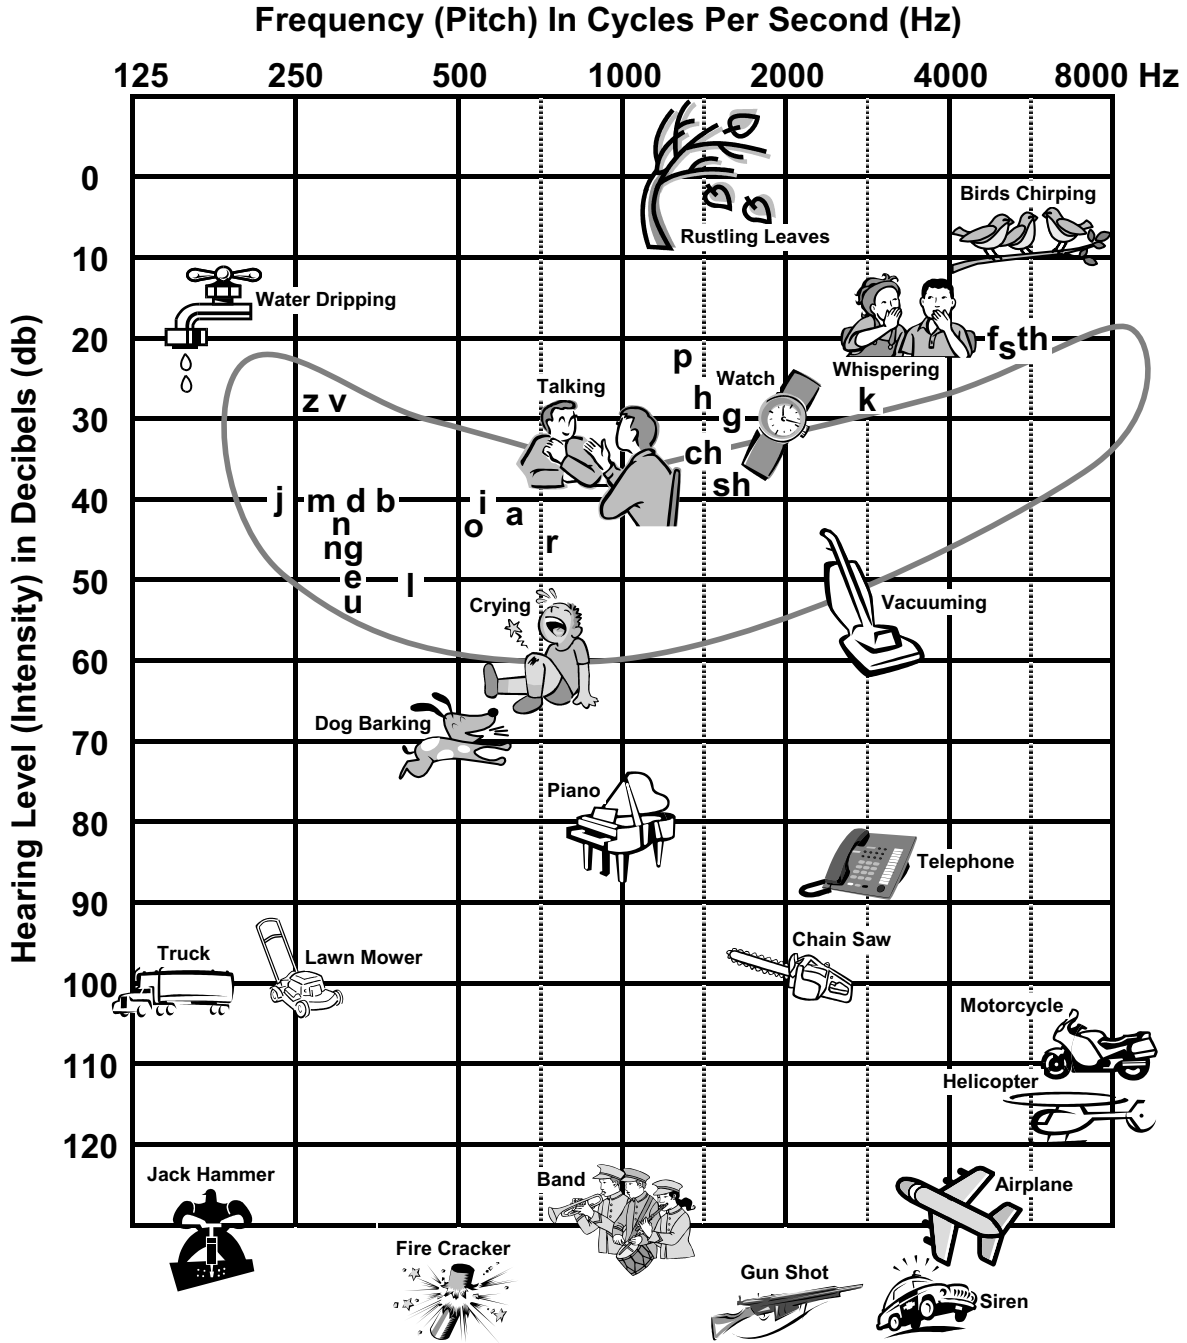 Frequency (Pitch) In Cycles Per Second (Hz)
125 250 500 1000 2000 4000 8000 Hz
Hearing Level (Intensity) in Decibels (db)
0
Birds Chirping
Rustling Leaves
10
Water Dripping
20
f s th
p
Whispering
Talking
Watch
z v
h
k
30
g
ch
sh
40
j m d b i
a
n
o
ng
r
50
e
l
u
Crying
Vacuuming
60
Dog Barking
70
Piano
80
Telephone
90
Chain Saw
Truck
Lawn Mower
100
Motorcycle
110
Helicopter
120
Jack Hammer
Band
Airplane
Fire Cracker
Gun Shot
Siren